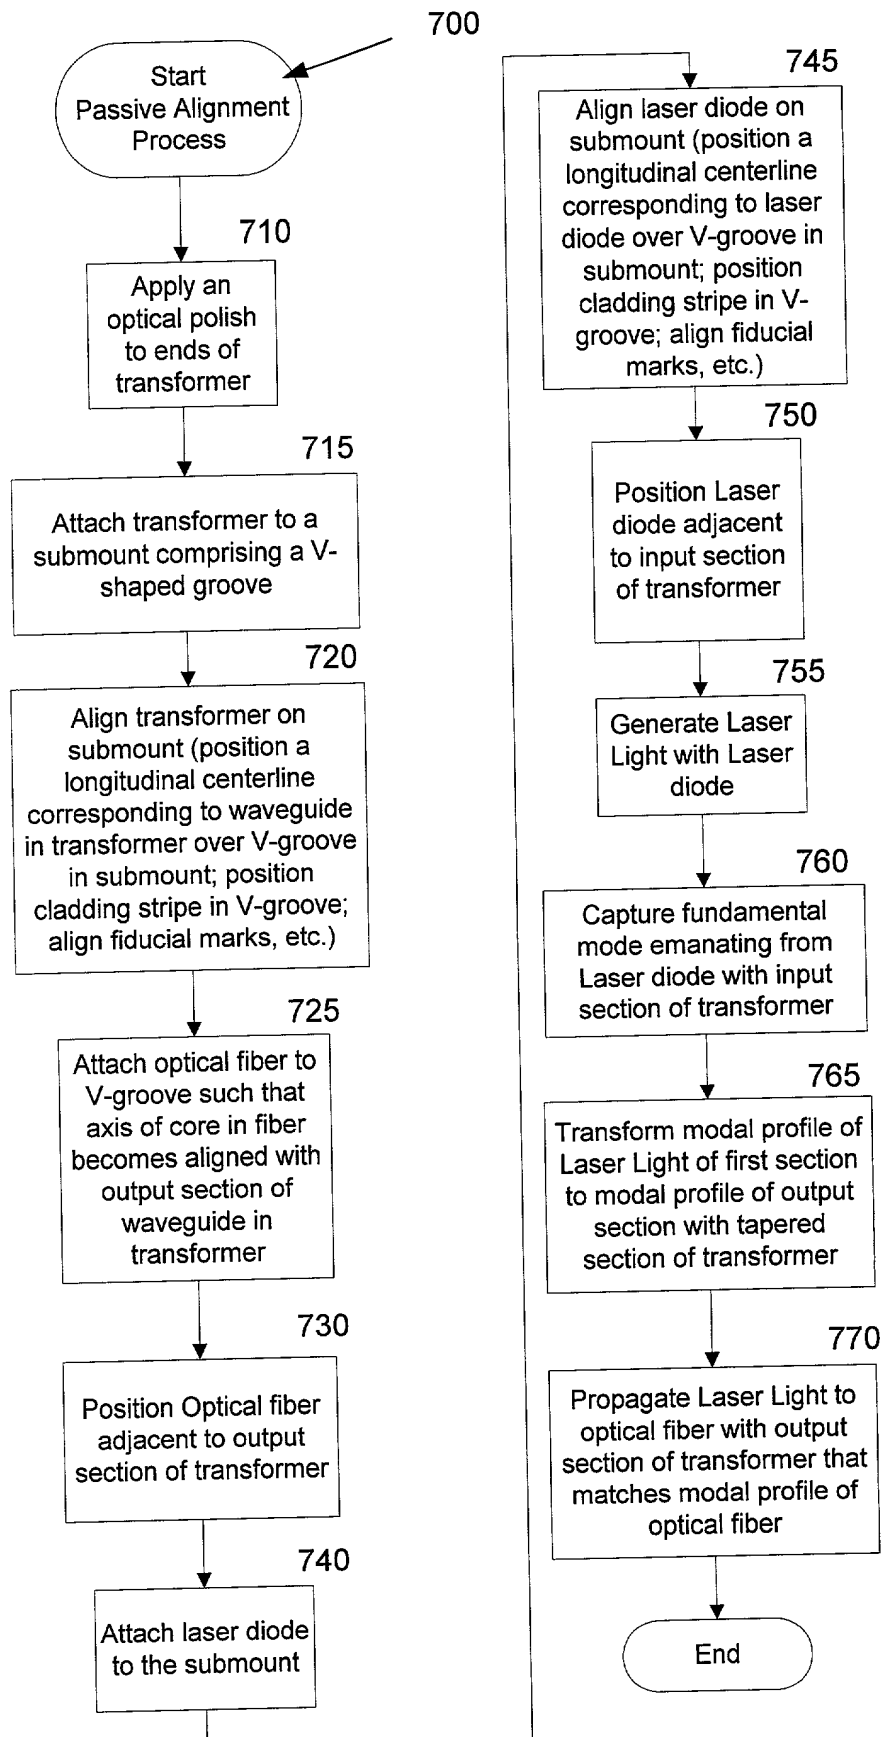 700
Start
Passive Alignment
Process
710
Apply an
optical polish
to ends of
transformer
715
Attach transformer to a
submount comprising a V-
shaped groove
720
Align transformer on
submount (position a
longitudinal centerline
corresponding to waveguide
in transformer over V-groove
in submount; position
cladding stripe in V-groove;
align fiducial marks, etc.)
725
Attach optical fiber to
V-groove such that
axis of core in fiber
becomes aligned with
output section of
waveguide in
transformer
730
Position Optical fiber
adjacent to output
section of transformer
740
Attach laser diode
to the submount
745
Align laser diode on
submount (position a
longitudinal centerline
corresponding to laser
diode over V-groove in
submount; position
cladding stripe in V-
groove; align fiducial
marks, etc.)
750
Position Laser
diode adjacent
to input section
of transformer
755
Generate Laser
Light with Laser
diode
760
Capture fundamental
mode emanating from
Laser diode with input
section of transformer
765
Transform modal profile of
Laser Light of first section
to modal profile of output
section with tapered
section of transformer
770
Propagate Laser Light to
optical fiber with output
section of transformer that
matches modal profile of
optical fiber
End